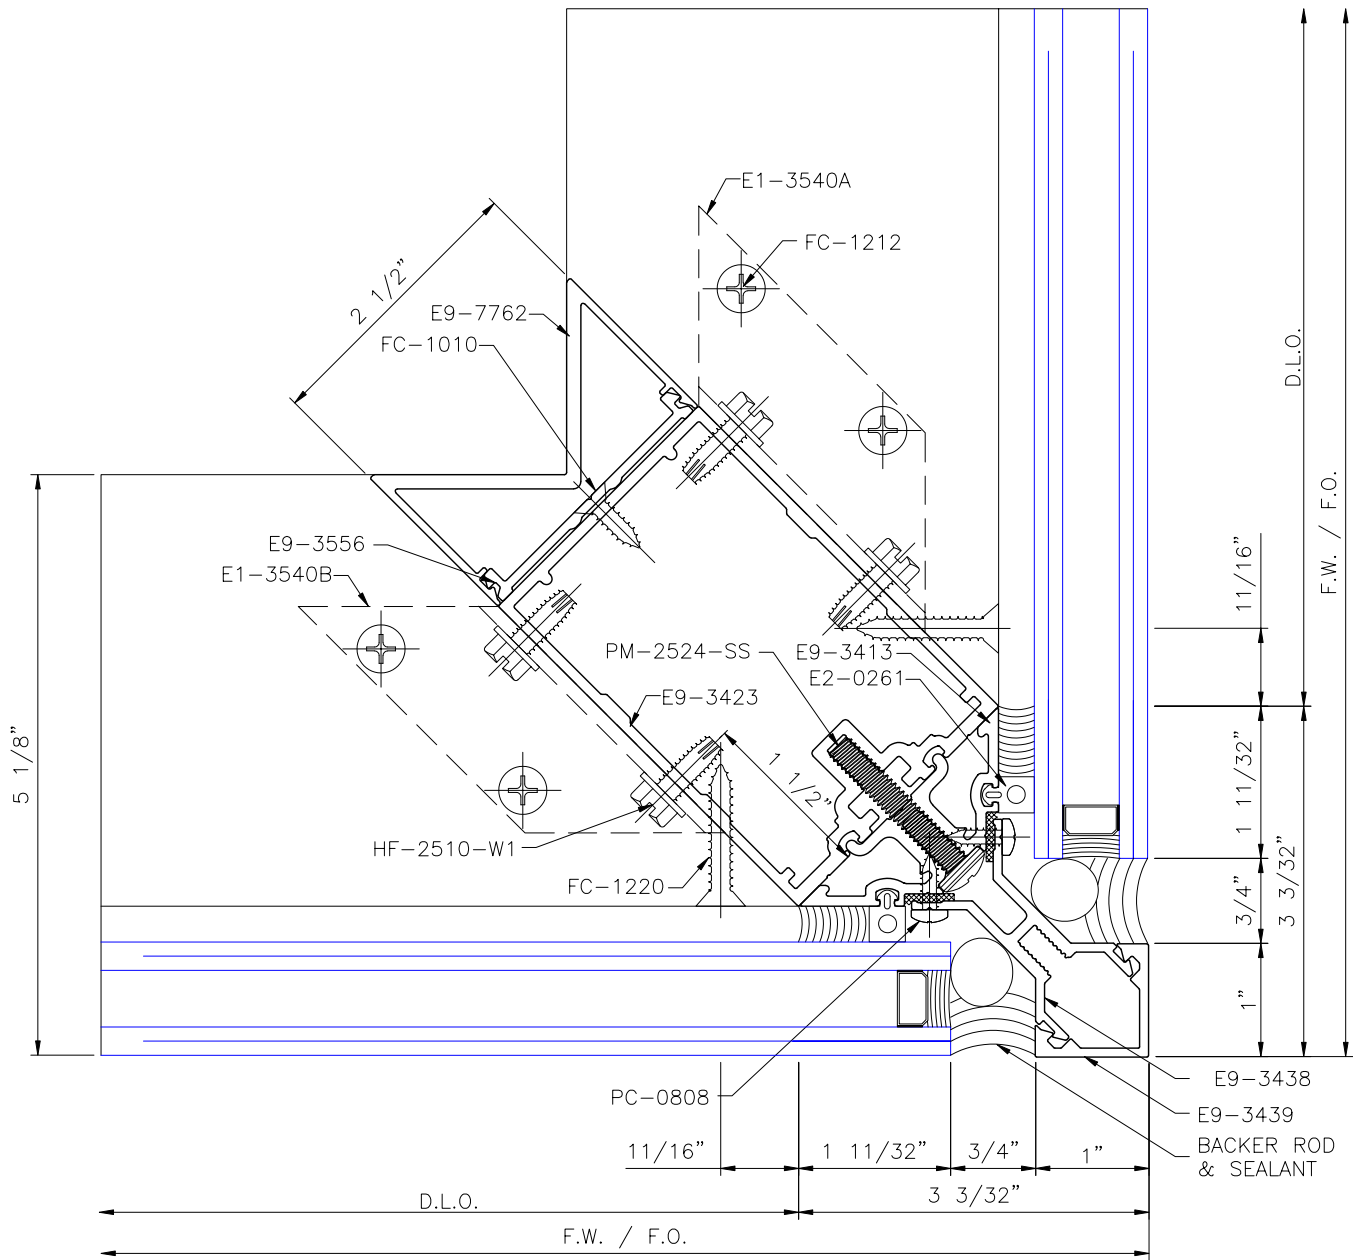 E1-3540A
FC-1212
2 1/2"
E9-7762
FC-1010
D.L.O.
F.W. / F.O.
E9-3556
E1-3540B
11/16"
PM-2524-SS
E9-3413
E2-0261
E9-3423
5 1/8"
1 1/2"
1 11/32"
HF-2510-W1
FC-1220
3/4"
3 3/32"
1"
E9-3438
PC-0808
E9-3439
BACKER ROD
& SEALANT
11/16"
1 11/32"
3/4"
1"
D.L.O.
3 3/32"
F.W. / F.O.